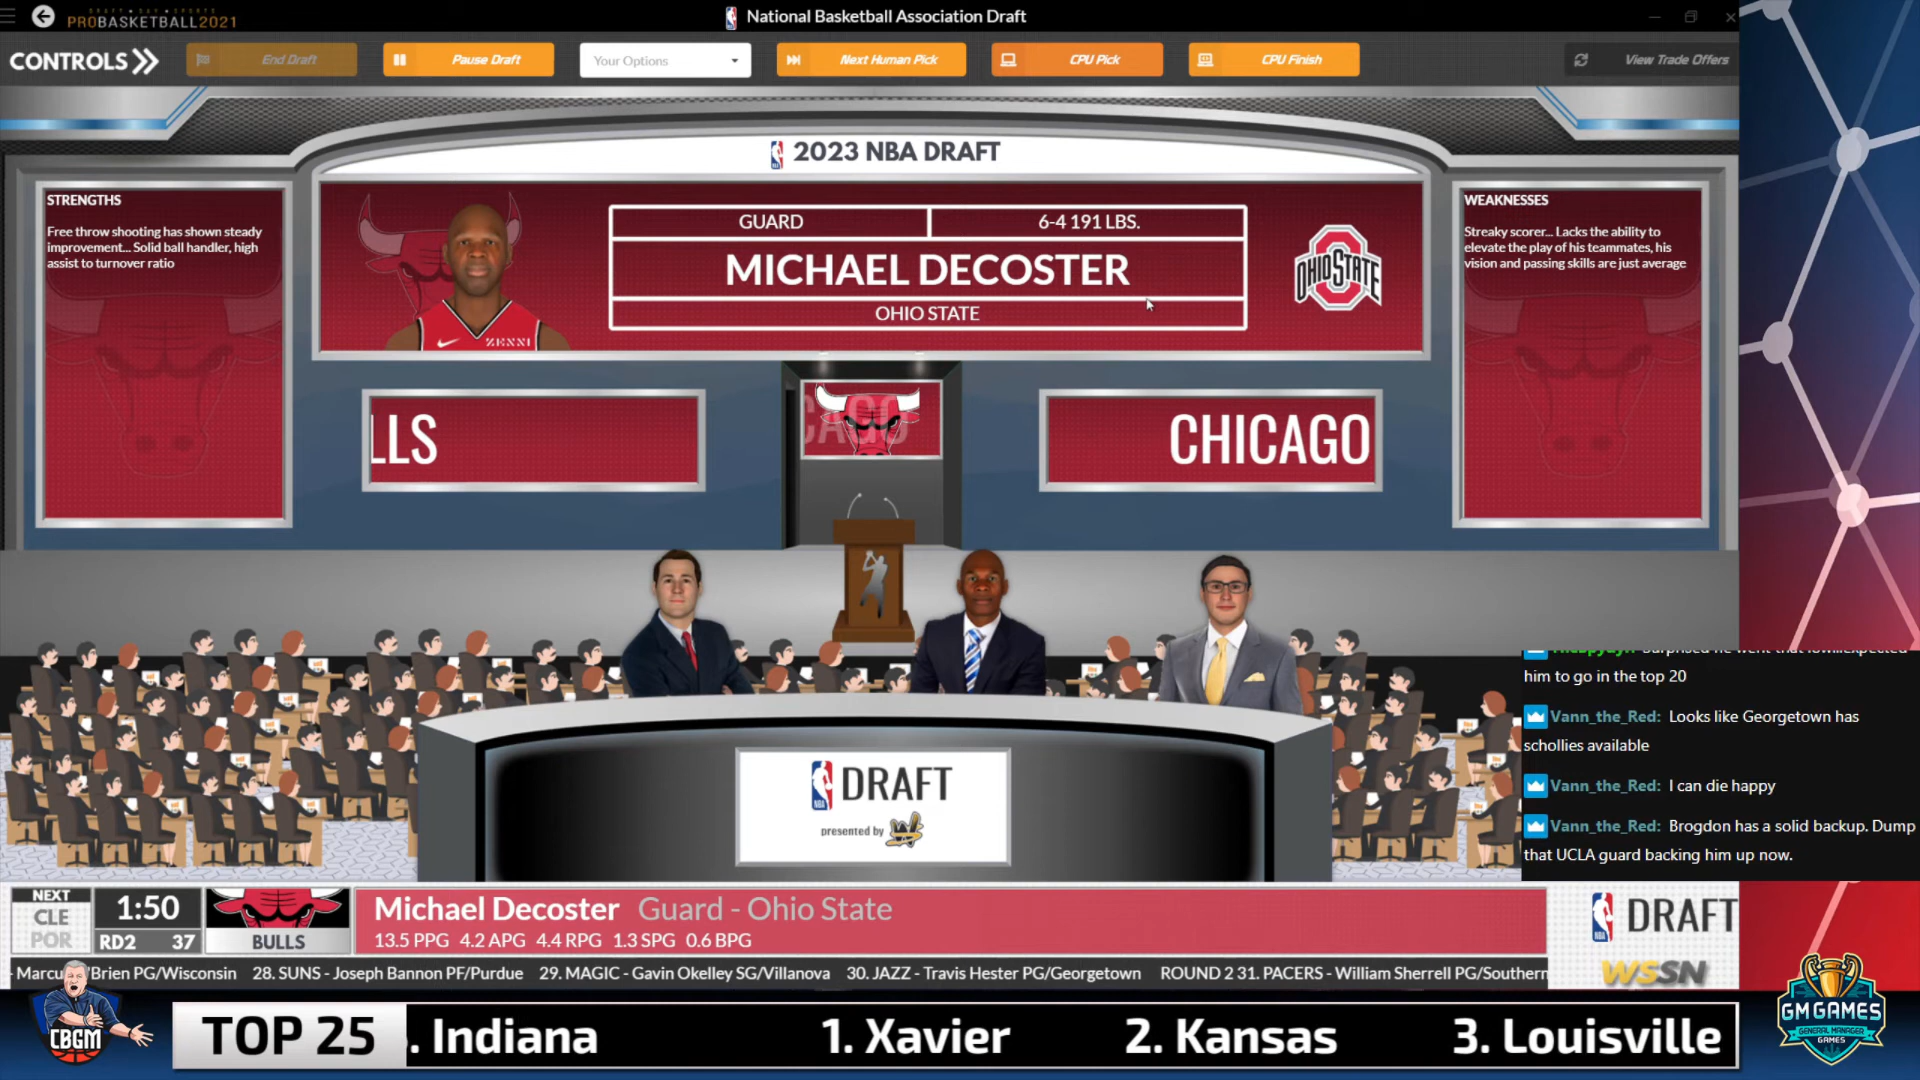 DRAFT DAY SPORTS
PROBASKETBALL2021
National Basketball Association Draft
CONTROLS
End Draft
Pause Draft
Your Options
Next Human Pick
CPU Pick
CPU Finish
View Trade Offers
2023 NBA DRAFT
STRENGTHS
Free throw shooting has shown steady
improvement... Solid ball handler, high
assist to turnover ratio
GUARD
6-4 191 LBS.
MICHAEL DECOSTER
OHIO STATE
ZENNI
OHIO STATE
WEAKNESSES
Streaky scorer... Lacks the ability to
elevate the play of his teammates, his
vision and passing skills are just average
LLS
CHICAGO
him to go in the top 20
Vann_the_Red: Looks like Georgetown has
schollies available
Vann_the_Red: I can die happy
Vann_the_Red: Brogdon has a solid backup. Dump
that UCLA guard backing him up now.
DRAFT
presented by
NEXT
CLE
POR
1:50
RD2 37
BULLS
Michael Decoster Guard - Ohio State
13.5 PPG 4.2 APG 4.4 RPG 1.3 SPG 0.6 BPG
DRAFT
WSSN
28. SUNS - Joseph Bannon PF/Purdue 29. MAGIC - Gavin Okelley SG/Villanova 30. JAZZ - Travis Hester PG/Georgetown ROUND 2 31. PACERS - William Sherrell PG/Southern
CBGM
TOP 25
. Indiana 1. Xavier 2. Kansas 3. Louisville
GM GAMES
GENERAL MANAGER
GAMES